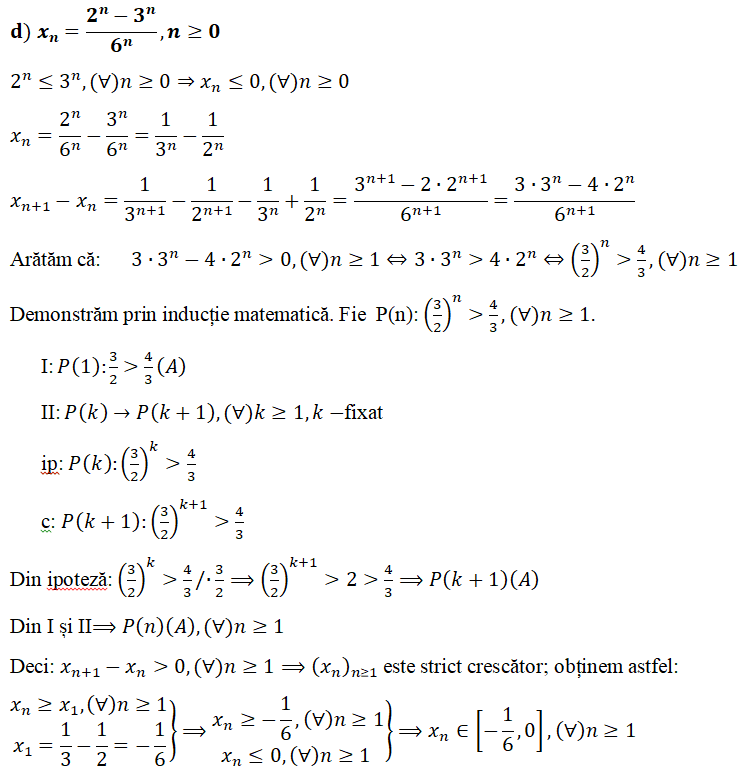 d) xₙ = (2ⁿ − 3ⁿ)/6ⁿ, n ≥ 0
2ⁿ ≤ 3ⁿ, (∀)n ≥ 0 ⇒ xₙ ≤ 0, (∀)n ≥ 0
xₙ = 2ⁿ/6ⁿ − 3ⁿ/6ⁿ = 1/3ⁿ − 1/2ⁿ
xₙ₊₁ − xₙ = 1/3ⁿ⁺¹ − 1/2ⁿ⁺¹ − 1/3ⁿ + 1/2ⁿ = (3ⁿ⁺¹ − 2 · 2ⁿ⁺¹)/6ⁿ⁺¹ = (3 · 3ⁿ − 4 · 2ⁿ)/6ⁿ⁺¹
Arătăm că: 3 · 3ⁿ − 4 · 2ⁿ > 0, (∀)n ≥ 1 ⇔ 3 · 3ⁿ > 4 · 2ⁿ ⇔ (3/2)ⁿ > 4/3, (∀)n ≥ 1
Demonstrăm prin inducție matematică. Fie P(n): (3/2)ⁿ > 4/3, (∀)n ≥ 1.
I: P(1): 3/2 > 4/3 (A)
II: P(k) → P(k + 1), (∀)k ≥ 1, k −fixat
ip: P(k): (3/2)ᵏ > 4/3
c: P(k + 1): (3/2)ᵏ⁺¹ > 4/3
Din ipoteză: (3/2)ᵏ > 4/3 /· 3/2 ⟹ (3/2)ᵏ⁺¹ > 2 > 4/3 ⟹ P(k + 1)(A)
Din I și II⟹ P(n)(A), (∀)n ≥ 1
Deci: xₙ₊₁ − xₙ > 0, (∀)n ≥ 1 ⟹ (xₙ)ₙ≥₁ este strict crescător; obținem astfel:
xₙ ≥ x₁, (∀)n ≥ 1
x₁ = 1/3 − 1/2 = −1/6 } ⟹ xₙ ≥ −1/6, (∀)n ≥ 1
xₙ ≤ 0, (∀)n ≥ 1 } ⟹ xₙ ∈ [−1/6, 0], (∀)n ≥ 1